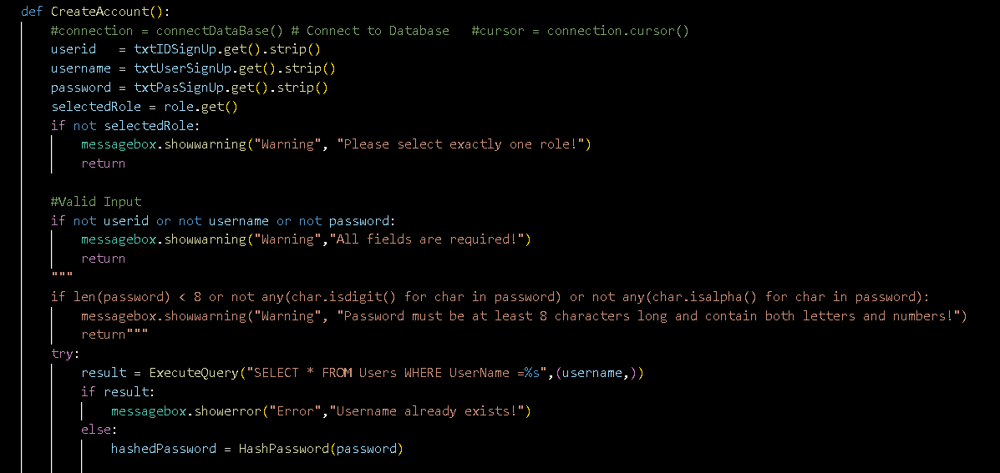 def CreateAccount():
    #connection = connectDataBase() # Connect to Database   #cursor = connection.cursor()
    userid   = txtIDSignUp.get().strip()
    username = txtUserSignUp.get().strip()
    password = txtPasSignUp.get().strip()
    selectedRole = role.get()
    if not selectedRole:
        messagebox.showwarning("Warning", "Please select exactly one role!")
        return

    #Valid Input
    if not userid or not username or not password:
        messagebox.showwarning("Warning","All fields are required!")
        return
    """
    if len(password) < 8 or not any(char.isdigit() for char in password) or not any(char.isalpha() for char in password):
        messagebox.showwarning("Warning", "Password must be at least 8 characters long and contain both letters and numbers!")
        return"""
    try:
        result = ExecuteQuery("SELECT * FROM Users WHERE UserName =%s",(username,))
        if result:
            messagebox.showerror("Error","Username already exists!")
        else:
            hashedPassword = HashPassword(password)